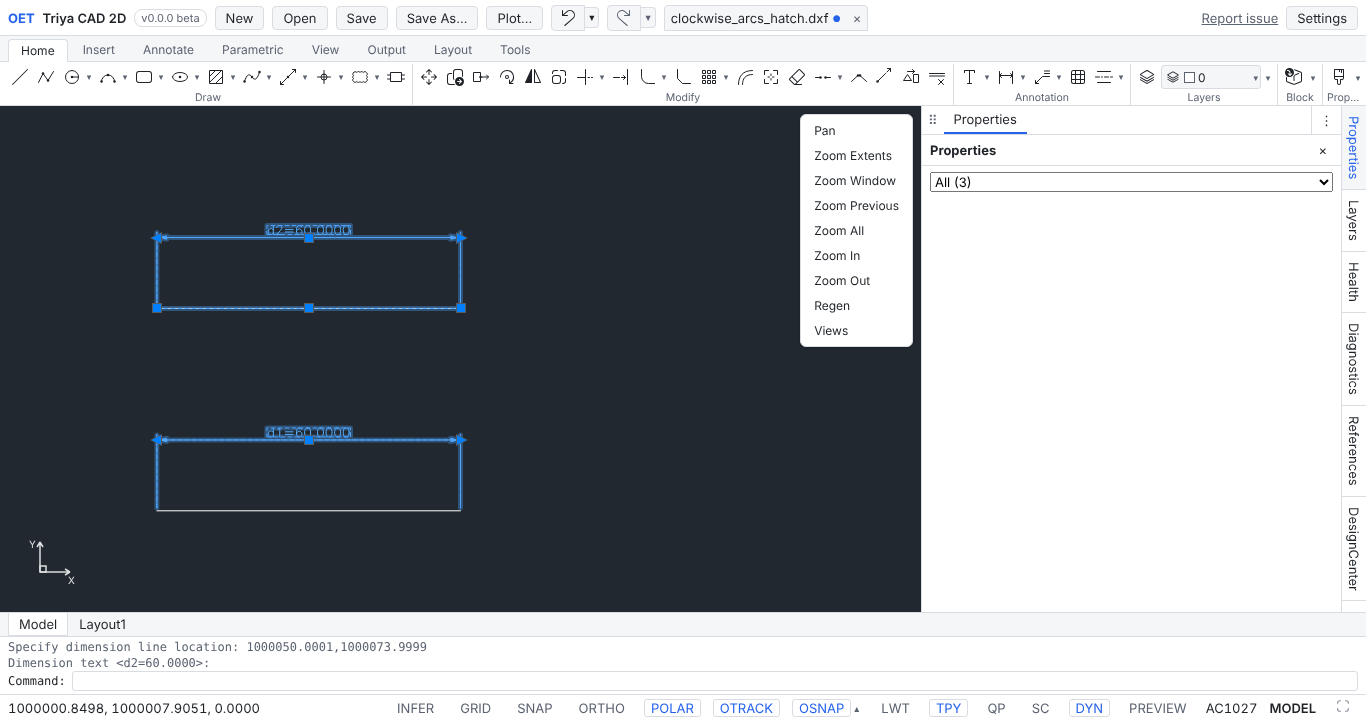 OET Triya CAD 2D v0.0.0 beta New Open Save Save As... Plot... clockwise_arcs_hatch.dxf × Report issue Settings
Home Insert Annotate Parametric View Output Layout Tools
0
Draw Modify Annotation Layers Block Prop...
Pan
Zoom Extents
Zoom Window
Zoom Previous
Zoom All
Zoom In
Zoom Out
Regen
Views
d2=60.0000
d1=60.0000
Y
X
Properties
Properties ×
All (3)
Properties
Layers
Health
Diagnostics
References
DesignCenter
Model Layout1
Specify dimension line location: 1000050.0001,1000073.9999
Dimension text <d2=60.0000>:
Command:
1000000.8498, 1000007.9051, 0.0000 INFER GRID SNAP ORTHO POLAR OTRACK OSNAP LWT TPY QP SC DYN PREVIEW AC1027 MODEL